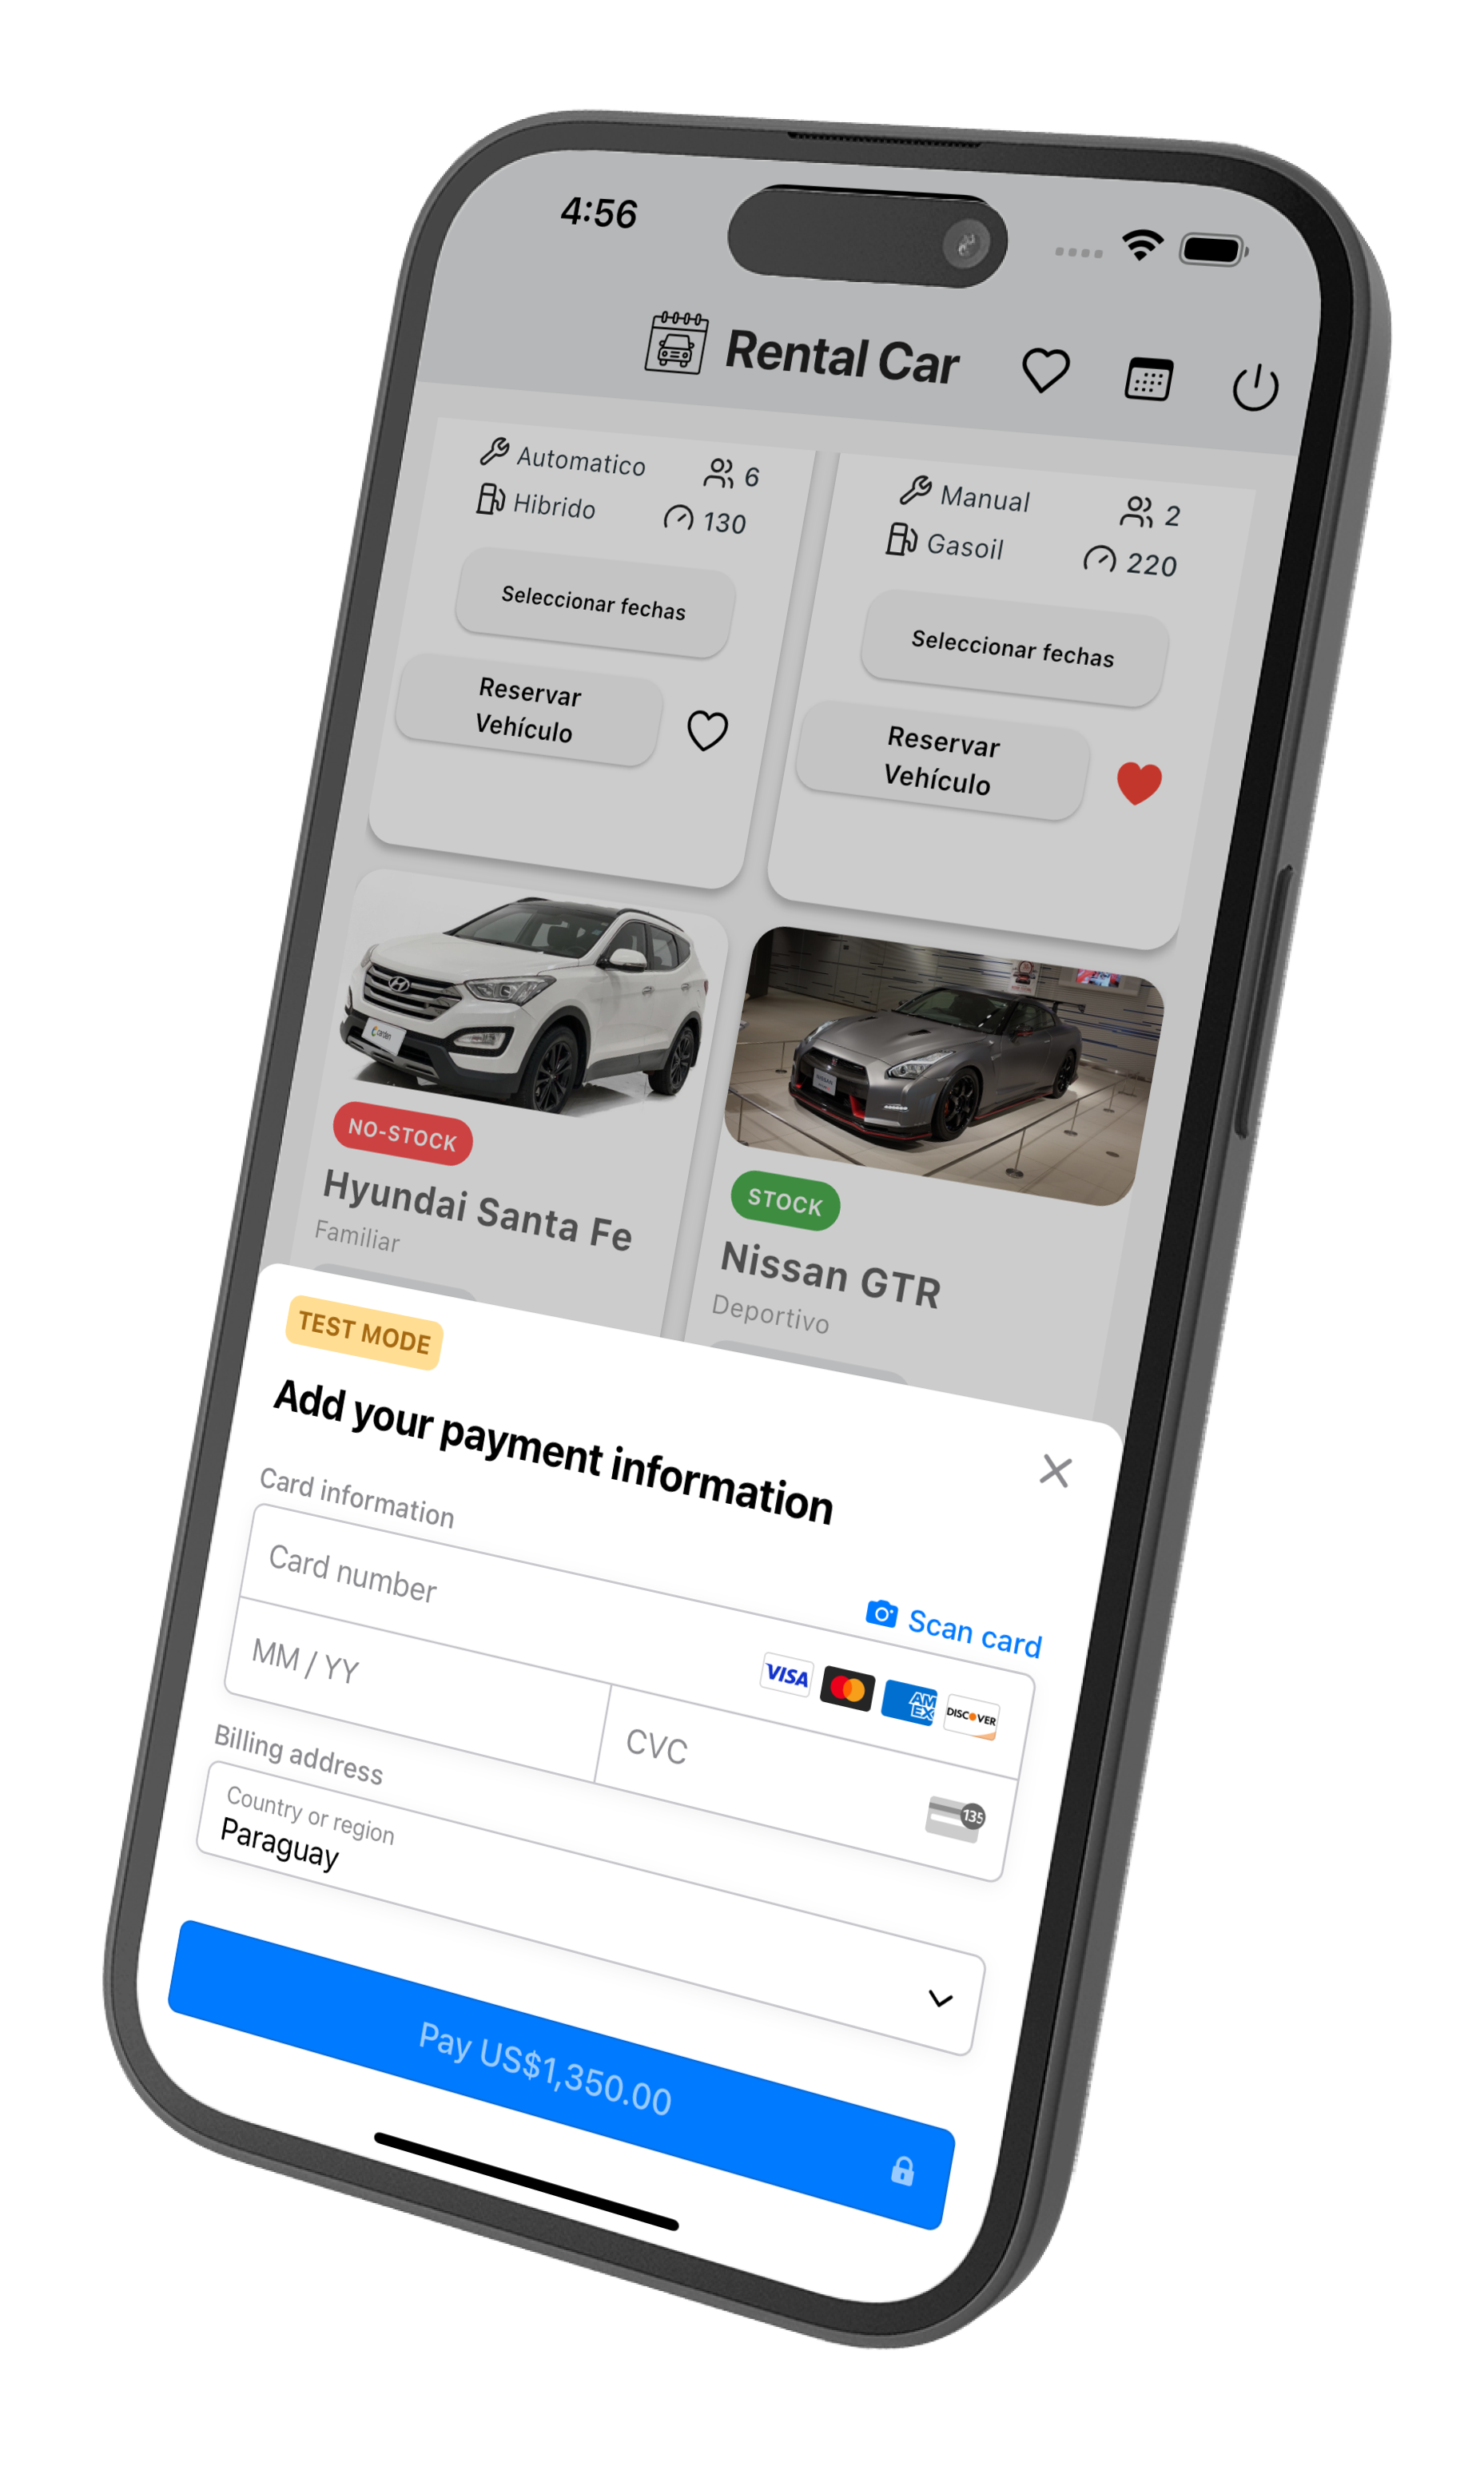 4:56
Rental Car
Automatico 6
Hibrido 130
Seleccionar fechas
Reservar
Vehículo
Manual 2
Gasoil 220
Seleccionar fechas
Reservar
Vehículo
NO-STOCK
Hyundai Santa Fe
Familiar
STOCK
Nissan GTR
Deportivo
TEST MODE
Add your payment information
Card information
Scan card
Card number
VISA
AM
EX
DISCOVER
MM / YY
CVC
135
Billing address
Country or region
Paraguay
Pay US$1,350.00